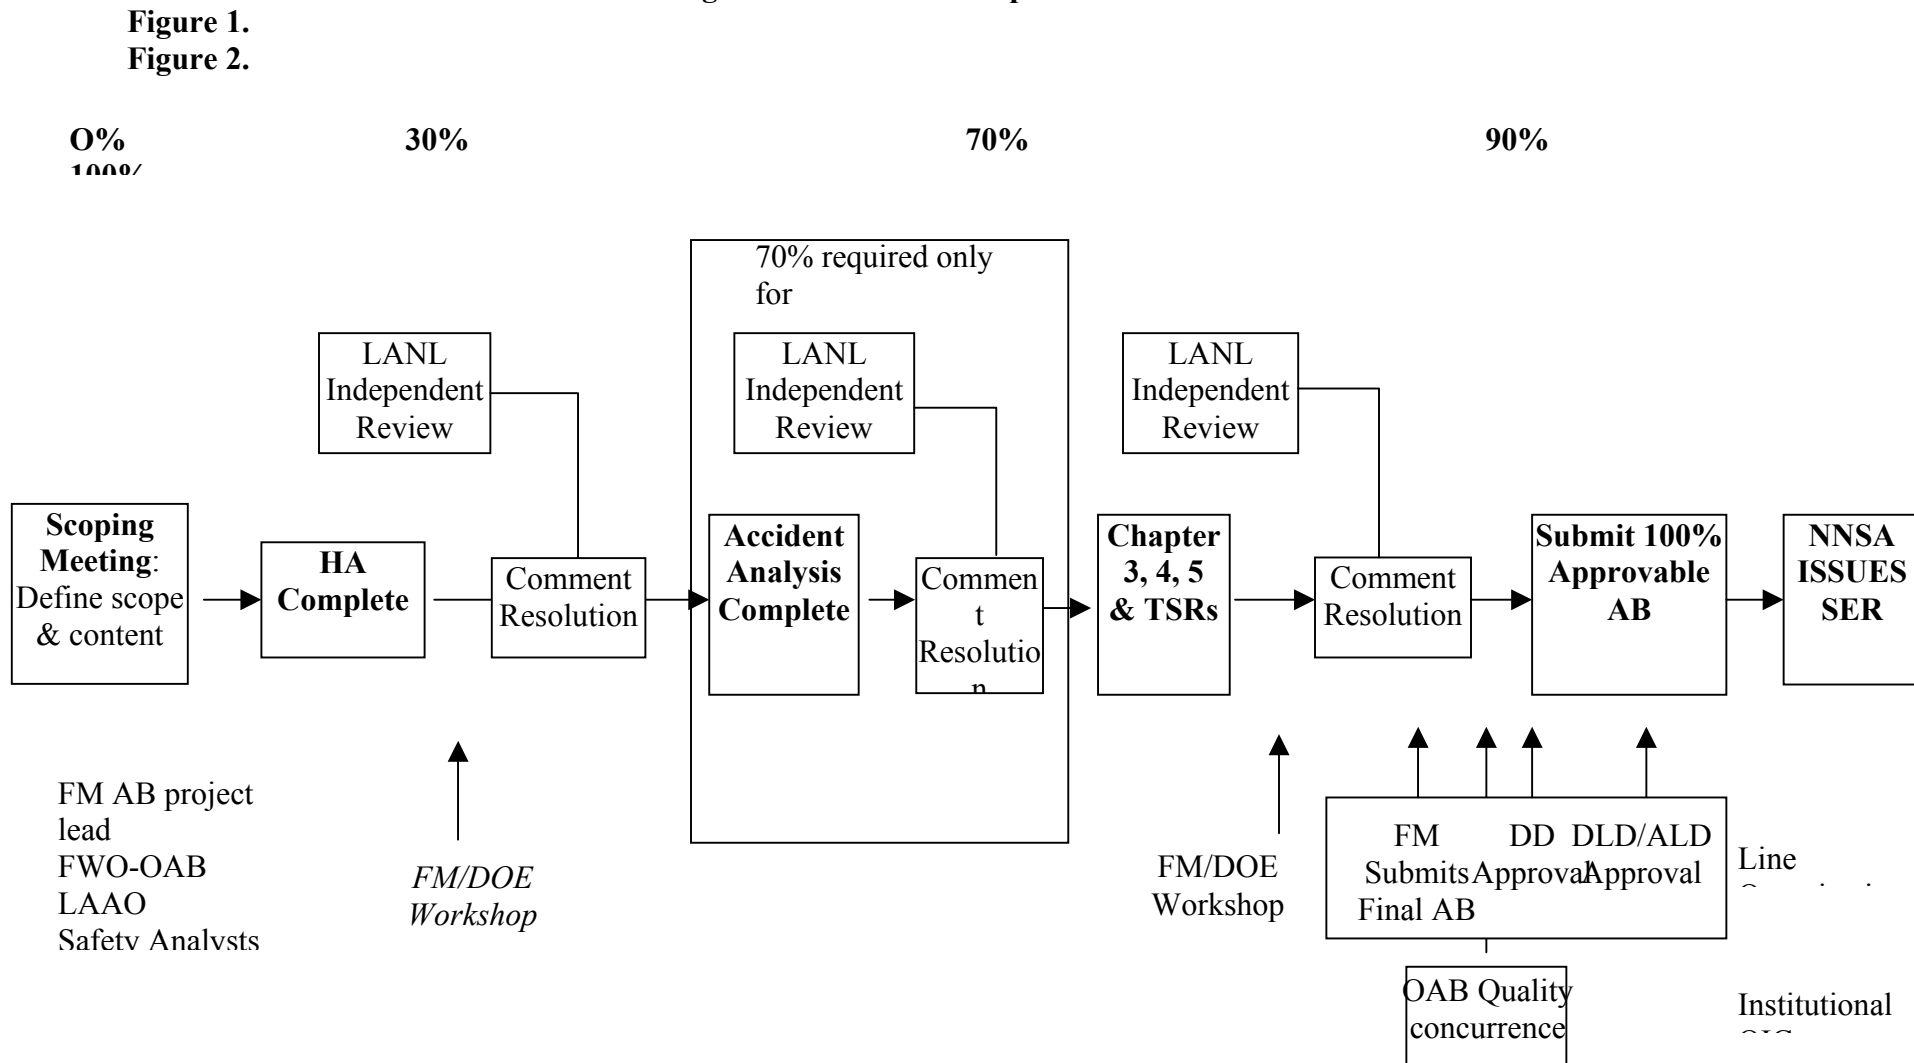 Figure 1.
Figure 2.
O% 30% 70% 90%
100%
70% required only
for
LANL
Independent
Review
LANL
Independent
Review
LANL
Independent
Review
Scoping
Meeting:
Define scope
& content
HA
Complete
Comment
Resolution
Accident
Analysis
Complete
Commen
t
Resolutio
n
Chapter
3, 4, 5
& TSRs
Comment
Resolution
Submit 100%
Approvable
AB
NNSA
ISSUES
SER
FM AB project
lead
FWO-OAB
LAAO
Safety Analysts
FM/DOE
Workshop
FM/DOE
Workshop
FM
Submits
Final AB
DD
Approval
DLD/ALD
Approval
Line
OAB Quality
concurrence
Institutional